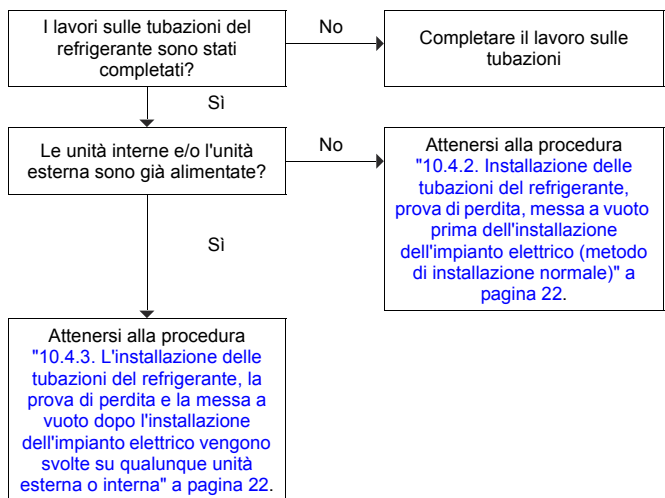 I lavori sulle tubazioni del
refrigerante sono stati
completati?
No
Completare il lavoro sulle
tubazioni
Sì
Le unità interne e/o l'unità
esterna sono già alimentate?
No
Attenersi alla procedura
"10.4.2. Installazione delle
tubazioni del refrigerante,
prova di perdita, messa a vuoto
prima dell'installazione
dell'impianto elettrico (metodo
di installazione normale)" a
pagina 22.
Sì
Attenersi alla procedura
"10.4.3. L'installazione delle
tubazioni del refrigerante, la
prova di perdita e la messa a
vuoto dopo l'installazione
dell'impianto elettrico vengono
svolte su qualunque unità
esterna o interna" a pagina 22.